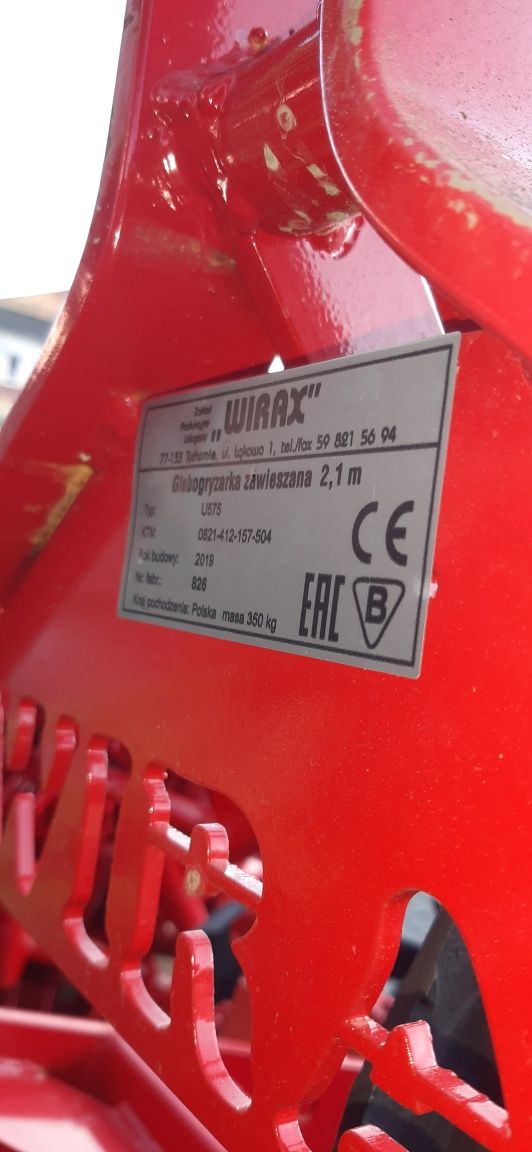 Zakład
Produkcyjno
Usługowy "WIRAX"
77-133 Tuchomie, ul. Łąkowa 1, tel./fax 59 821 56 94
Glebogryzarka zawieszana 2,1 m
Typ: U575
KTM: 0821-412-157-504
Rok budowy: 2019
Nr. fabr.: 826
Kraj pochodzenia: Polska masa 350 kg
CE
EAC B